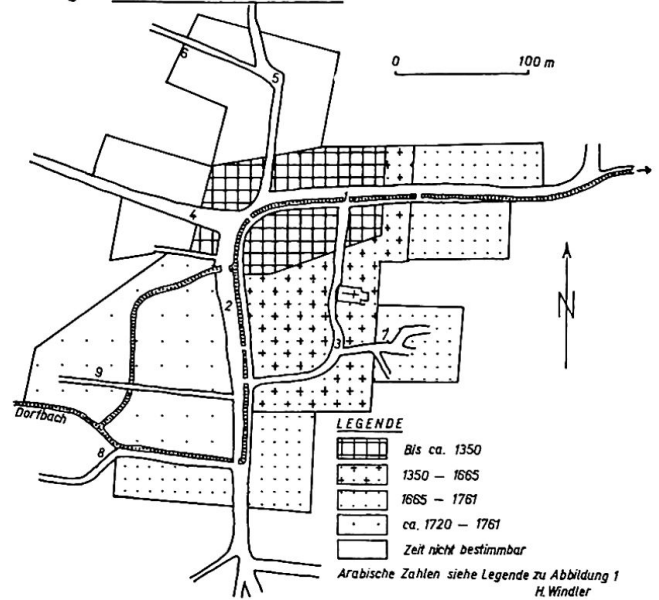 6
5
0 100 m
1
4
2
N
3
7
9
Dorfbach
8
LEGENDE
Bis ca. 1350
1350 – 1665
1665 – 1761
ca. 1720 – 1761
Zeit nicht bestimmbar
Arabische Zahlen siehe Legende zu Abbildung 1
H. Windler